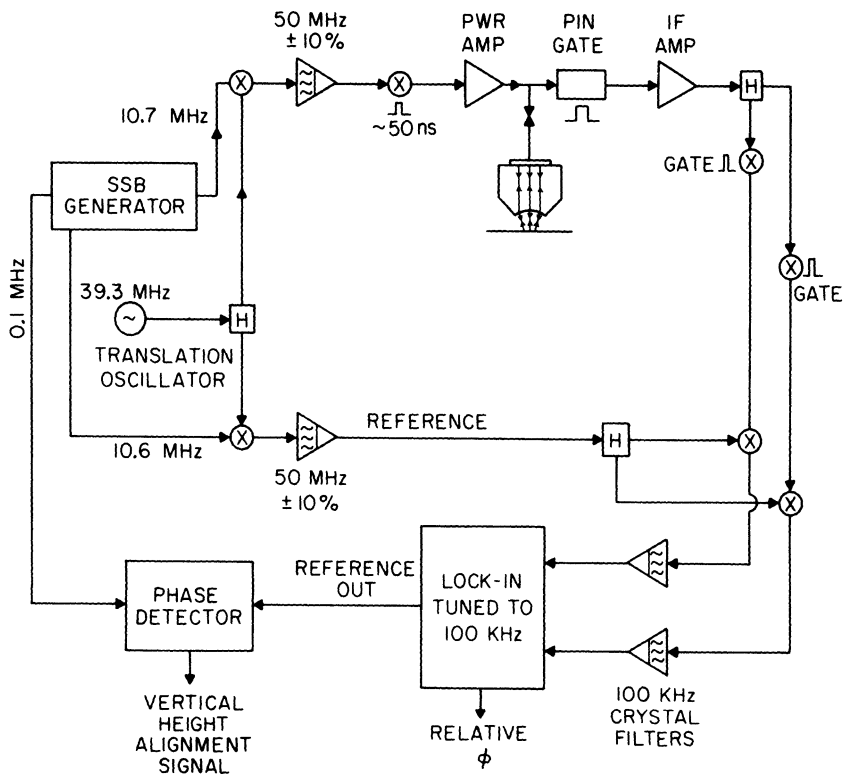 50 MHz
± 10%
PWR
AMP
PIN
GATE
IF
AMP
X
X
H
~50ns
10.7 MHz
GATE
X
SSB
GENERATOR
X
GATE
0.1 MHz
39.3 MHz
~
H
TRANSLATION
OSCILLATOR
REFERENCE
X
H
X
10.6 MHz
50 MHz
± 10%
X
REFERENCE
OUT
LOCK-IN
TUNED TO
100 KHz
PHASE
DETECTOR
100 KHz
CRYSTAL
FILTERS
VERTICAL
HEIGHT
ALIGNMENT
SIGNAL
RELATIVE
ϕ